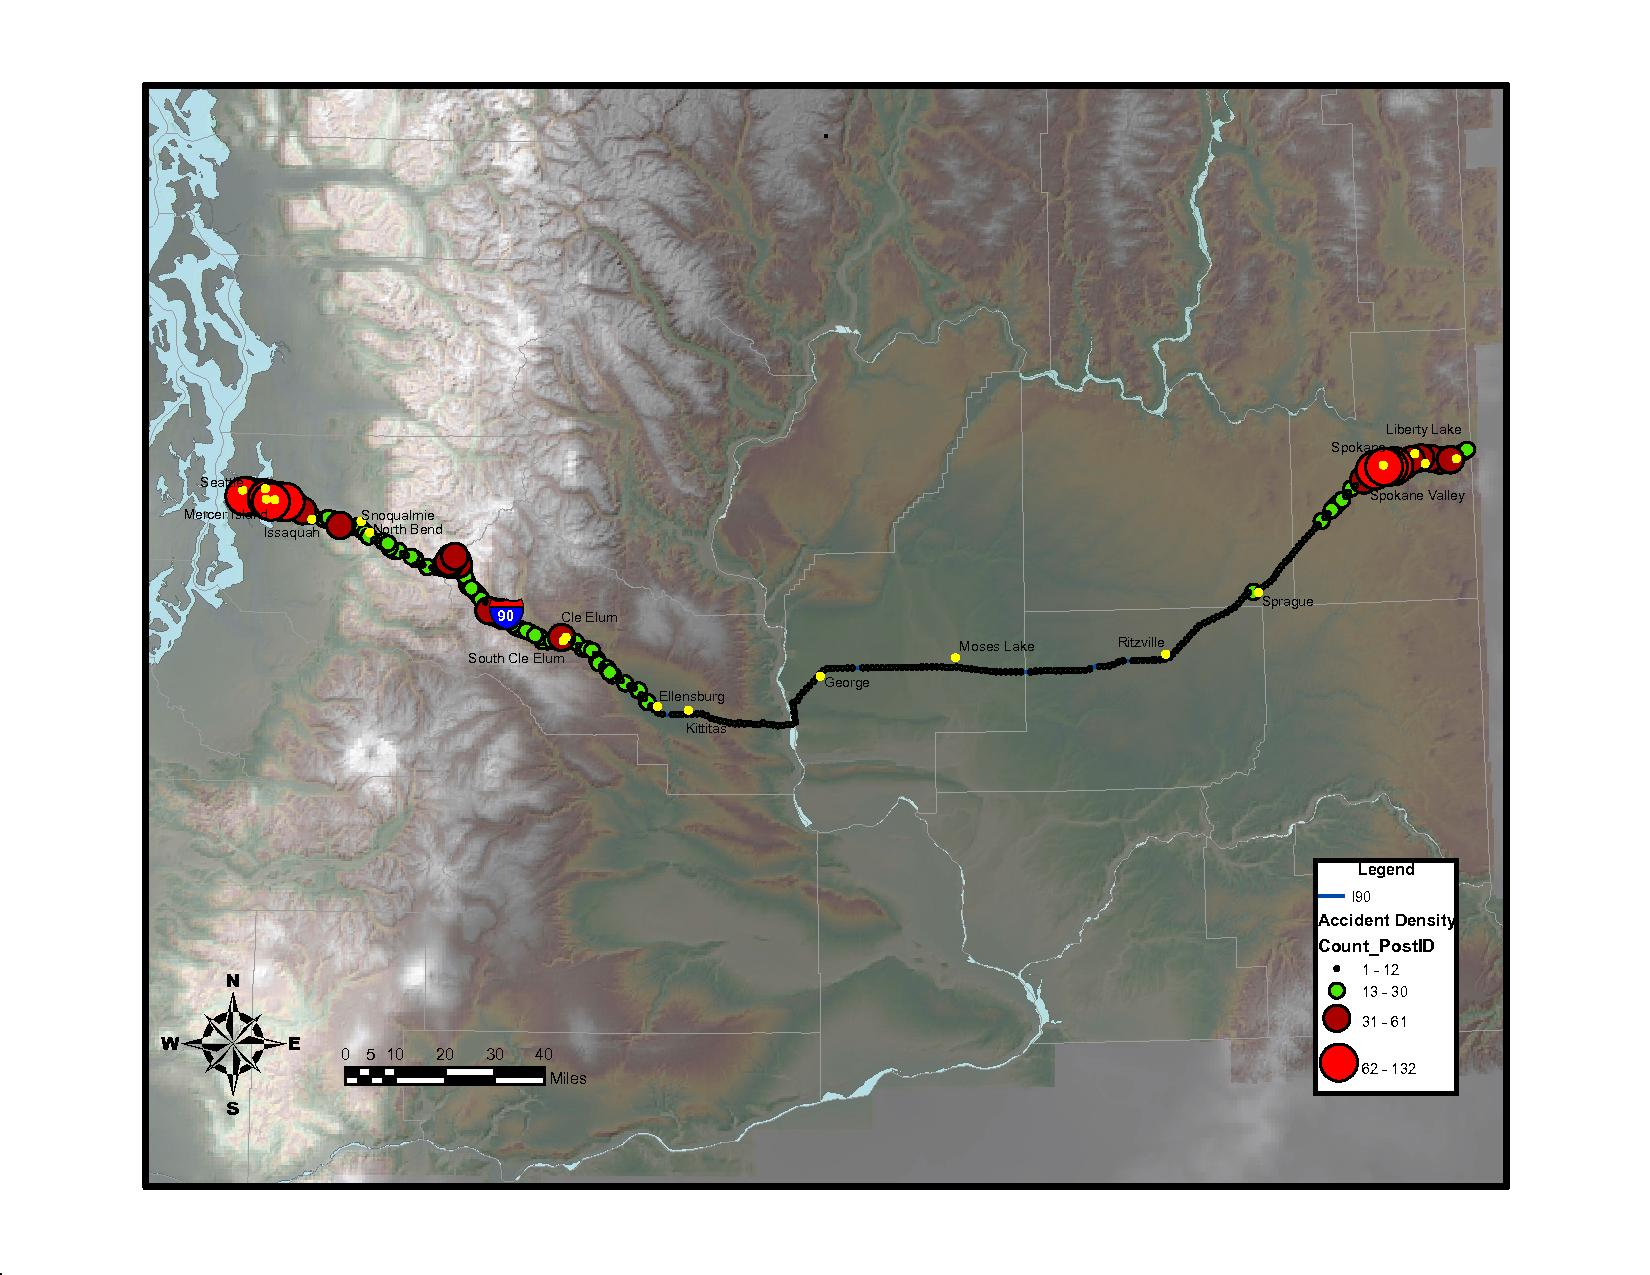 Liberty Lake
Spokane
Spokane Valley
Seattle
Mercer Island
Issaquah
Snoqualmie
North Bend
90
Cle Elum
South Cle Elum
Ellensburg
Kittitas
George
Moses Lake
Ritzville
Sprague
Legend
I90
Accident Density
Count_PostID
1 - 12
13 - 30
31 - 61
62 - 132
N
W
E
S
0 5 10 20 30 40
Miles